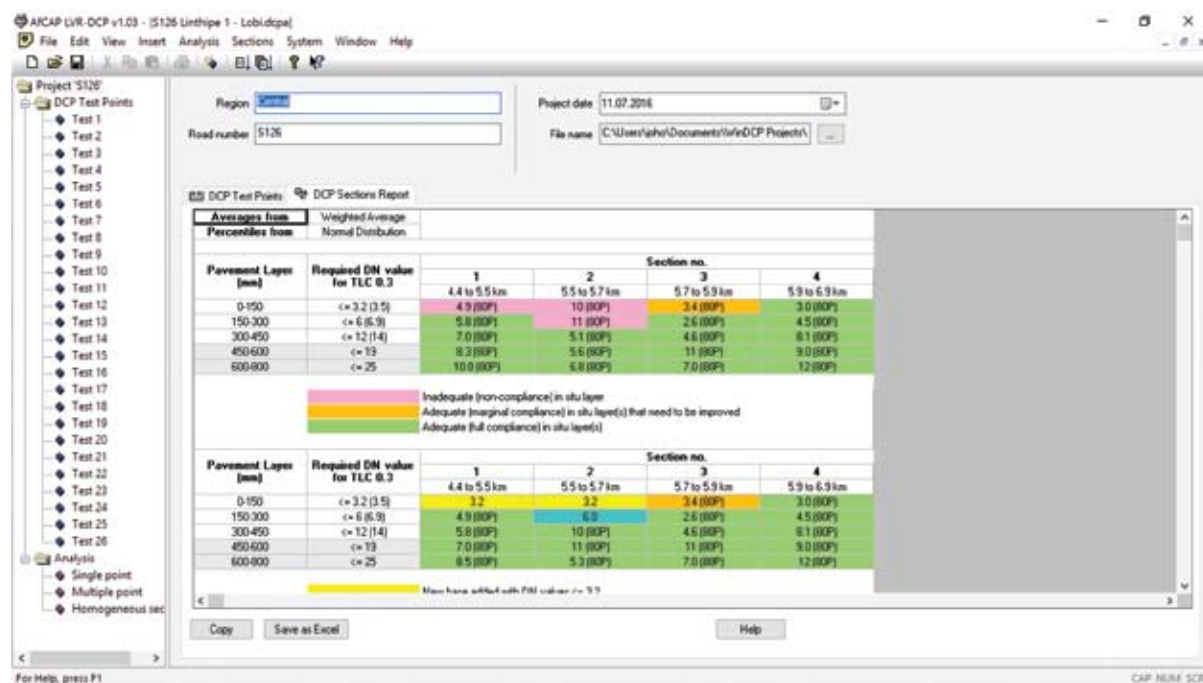 AfCAP LVR-DCP v1.03 - [S126 Linthipe 1 - Lobi.dcpa]
File Edit View Insert Analysis Sections System Window Help
Project 'S126'
DCP Test Points
Test 1
Test 2
Test 3
Test 4
Test 5
Test 6
Test 7
Test 8
Test 9
Test 10
Test 11
Test 12
Test 13
Test 14
Test 15
Test 16
Test 17
Test 18
Test 19
Test 20
Test 21
Test 22
Test 23
Test 24
Test 25
Test 26
Analysis
Single point
Multiple point
Homogeneous sec
Region Central
Project date 11.07.2016
Road number S126
File name C:\Users\joho\Documents\WinDCP Projects\ ...
DCP Test Points DCP Sections Report
Averages from Weighted Average
Percentiles from Normal Distribution
Pavement Layer (mm) Required DN value for TLC 0.3 Section no.
1 2 3 4
4.4 to 5.5 km 5.5 to 5.7 km 5.7 to 5.9 km 5.9 to 6.9 km
0-150 <= 3.2 (3.5) 4.9 (80P) 10 (80P) 3.4 (80P) 3.0 (80P)
150-300 <= 6 (6.9) 5.8 (80P) 11 (80P) 2.6 (80P) 4.5 (80P)
300-450 <= 12 (14) 7.0 (80P) 5.1 (80P) 4.6 (80P) 6.1 (80P)
450-600 <= 19 8.3 (80P) 5.6 (80P) 11 (80P) 9.0 (80P)
600-800 <= 25 10.0 (80P) 6.8 (80P) 7.0 (80P) 12 (80P)
Inadequate (non-compliance) in situ layer
Adequate (marginal compliance) in situ layer(s) that need to be improved
Adequate (full compliance) in situ layer(s)
Pavement Layer (mm) Required DN value for TLC 0.3 Section no.
1 2 3 4
4.4 to 5.5 km 5.5 to 5.7 km 5.7 to 5.9 km 5.9 to 6.9 km
0-150 <= 3.2 (3.5) 3.2 3.2 3.4 (80P) 3.0 (80P)
150-300 <= 6 (6.9) 4.9 (80P) 6.0 2.6 (80P) 4.5 (80P)
300-450 <= 12 (14) 5.8 (80P) 10 (80P) 4.6 (80P) 6.1 (80P)
450-600 <= 19 7.0 (80P) 11 (80P) 11 (80P) 9.0 (80P)
600-800 <= 25 8.5 (80P) 5.3 (80P) 7.0 (80P) 12 (80P)
New base added with DN values <= 3.2
Copy Save as Excel Help
For Help, press F1
CAP NUM SCR